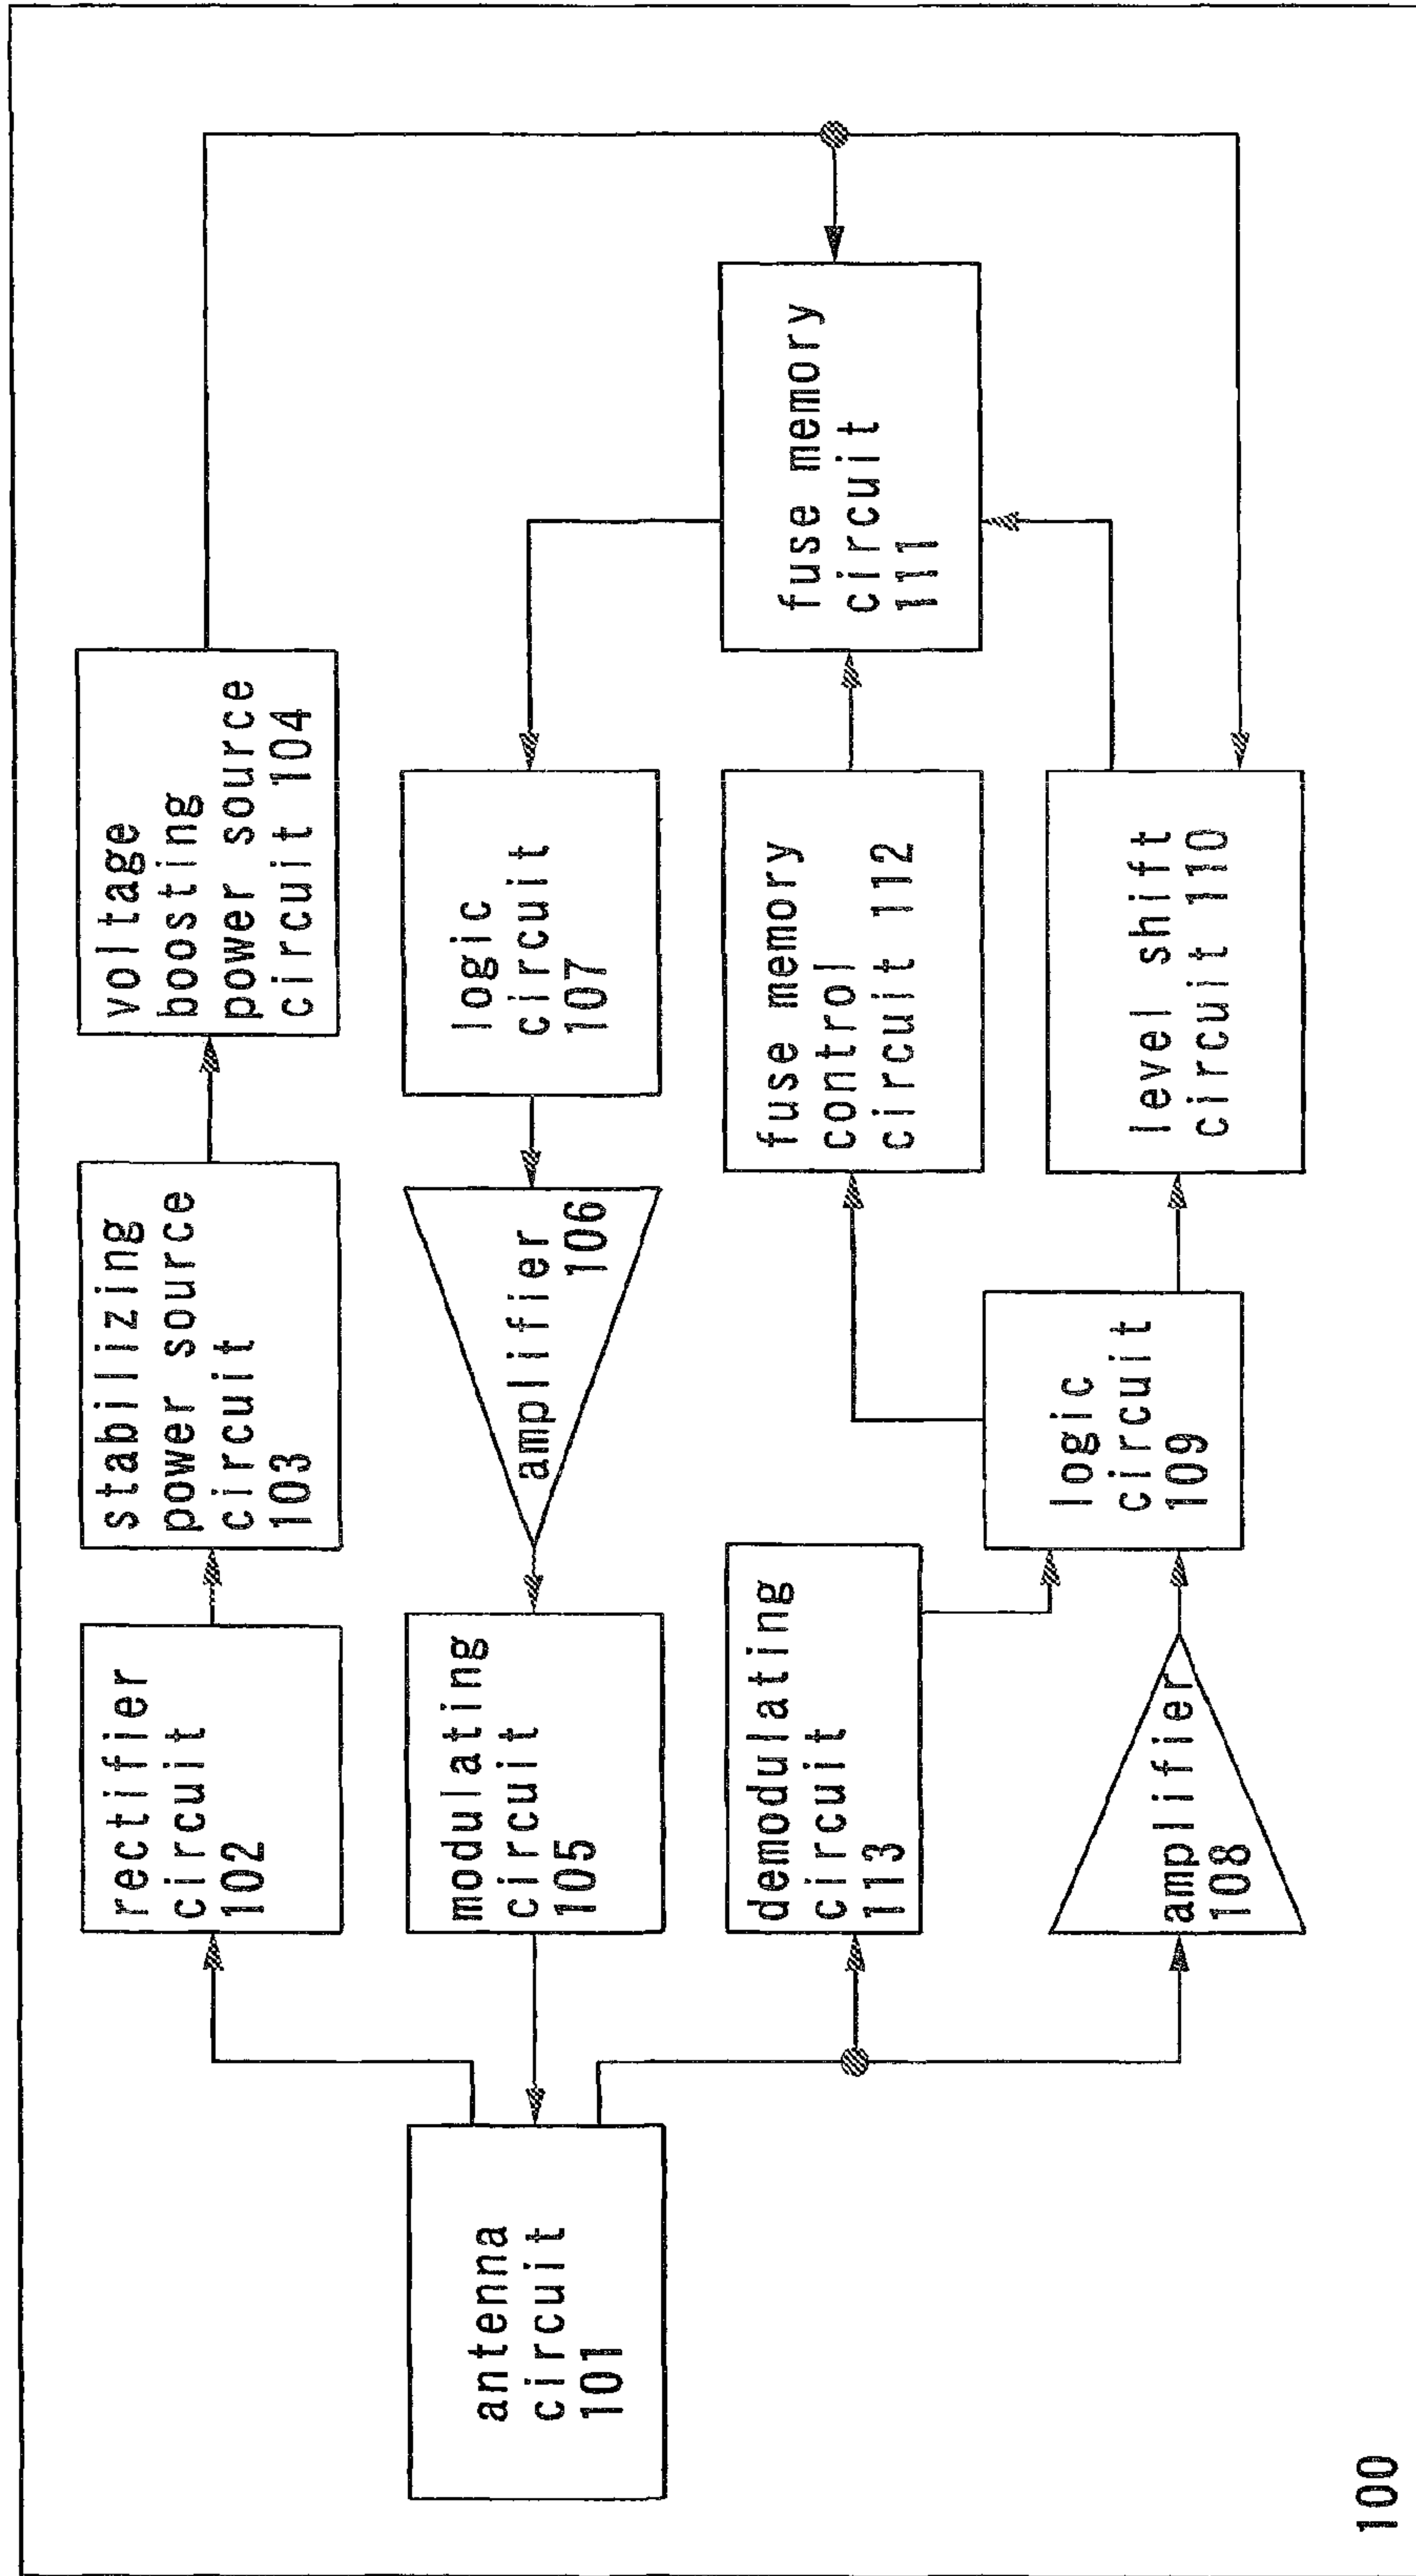 rectifier
circuit
102
stabilizing
power source
circuit
103
voltage
boosting
power source
circuit 104
antenna
circuit
101
modulating
circuit
105
amplifier
106
logic
circuit
107
fuse memory
circuit
111
demodulating
circuit
113
fuse memory
control
circuit 112
amplifier
108
logic
circuit
109
level shift
circuit 110
100